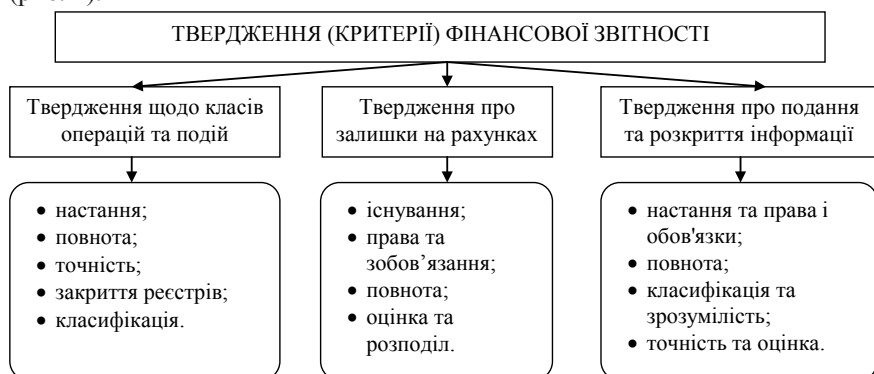 ТВЕРДЖЕННЯ (КРИТЕРІЇ) ФІНАНСОВОЇ ЗВІТНОСТІ
Твердження щодо класів
операцій та подій
Твердження про
залишки на рахунках
Твердження про подання
та розкриття інформації
• настання;
• повнота;
• точність;
• закриття реєстрів;
• класифікація.
• існування;
• права та
зобов’язання;
• повнота;
• оцінка та
розподіл.
• настання та права і
обов'язки;
• повнота;
• класифікація та
зрозумілість;
• точність та оцінка.